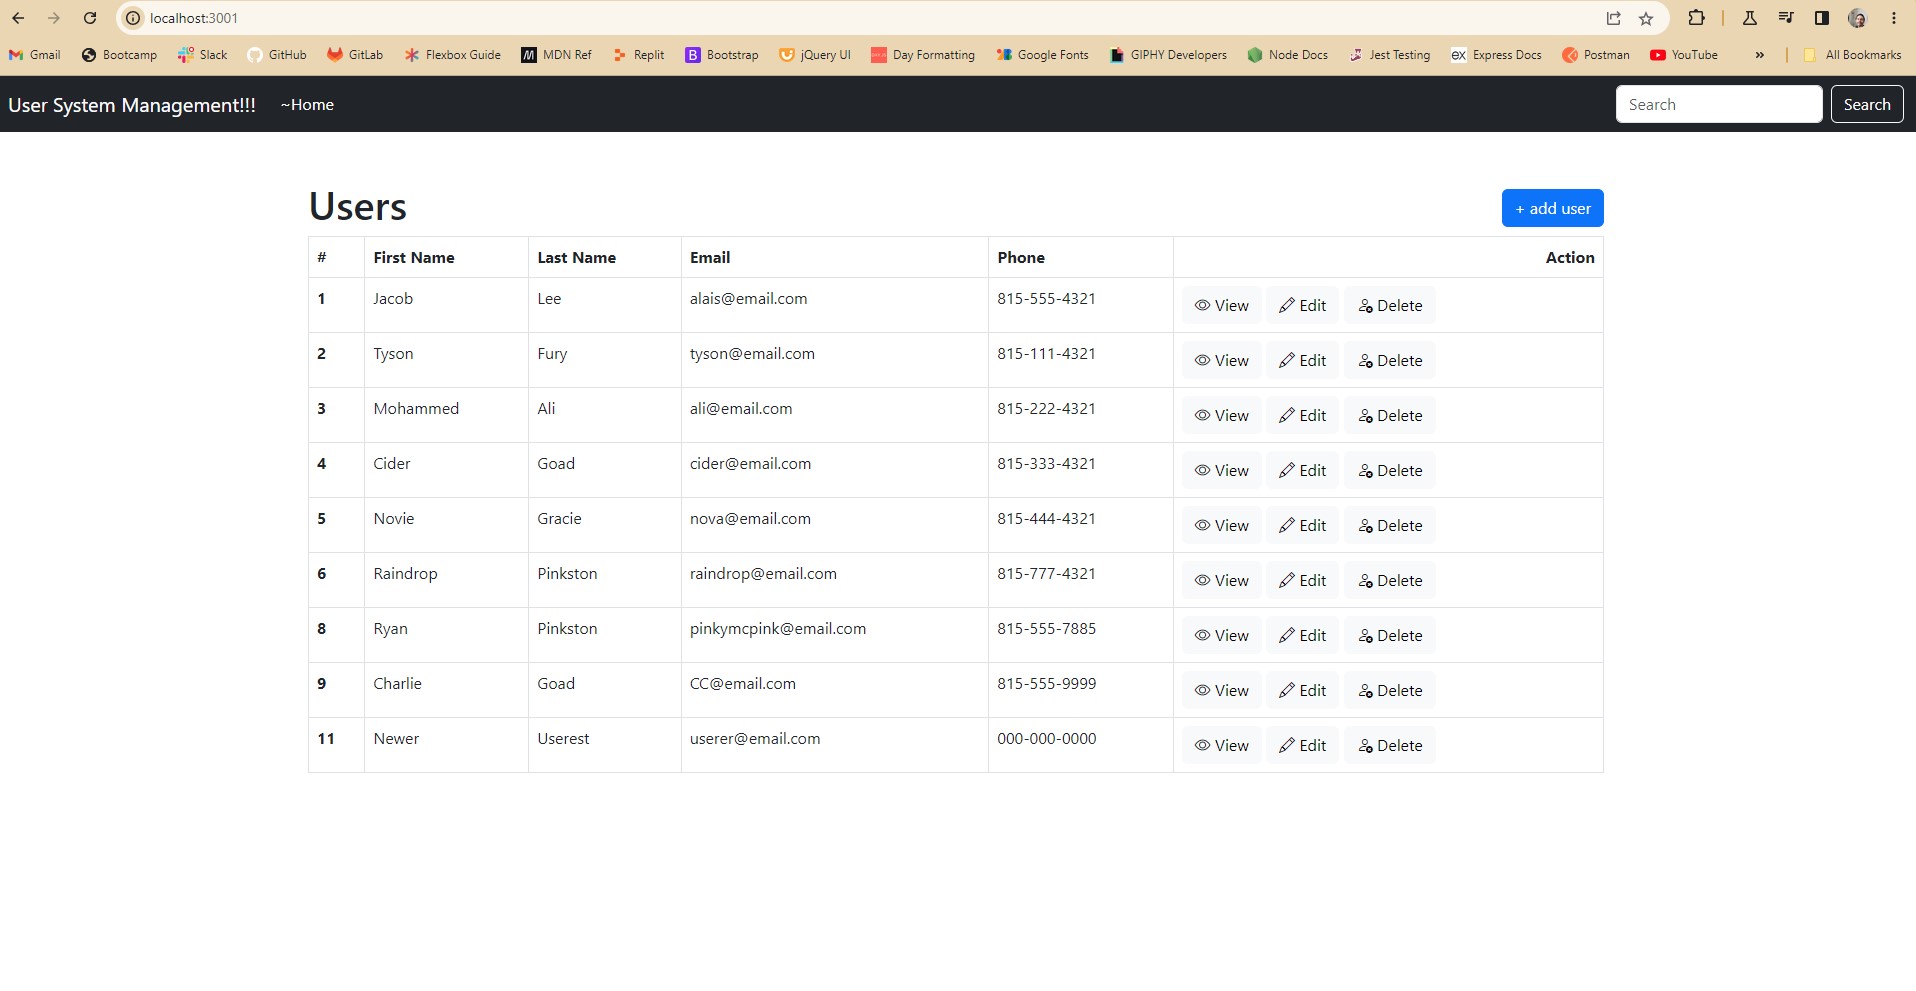 localhost:3001
Gmail Bootcamp Slack GitHub GitLab Flexbox Guide MDN Ref Replit B Bootstrap jQuery UI Day Formatting Google Fonts GIPHY Developers Node Docs Jest Testing ex Express Docs Postman YouTube » All Bookmarks
User System Management!!! ~Home Search Search
Users + add user
# First Name Last Name Email Phone Action
1 Jacob Lee alais@email.com 815-555-4321 View Edit Delete
2 Tyson Fury tyson@email.com 815-111-4321 View Edit Delete
3 Mohammed Ali ali@email.com 815-222-4321 View Edit Delete
4 Cider Goad cider@email.com 815-333-4321 View Edit Delete
5 Novie Gracie nova@email.com 815-444-4321 View Edit Delete
6 Raindrop Pinkston raindrop@email.com 815-777-4321 View Edit Delete
8 Ryan Pinkston pinkymcpink@email.com 815-555-7885 View Edit Delete
9 Charlie Goad CC@email.com 815-555-9999 View Edit Delete
11 Newer Userest userer@email.com 000-000-0000 View Edit Delete